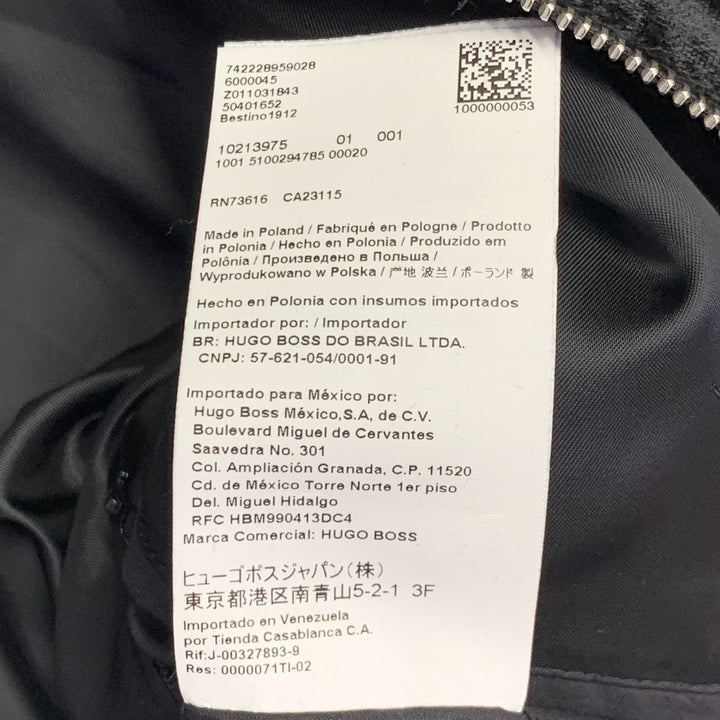 742228959028
6000045
Z011031843
50401652
Bestino1912
1000000053
10213975 01 001
1001 5100294785 00020
RN73616 CA23115
Made in Poland / Fabriqué en Pologne / Prodotto
in Polonia / Hecho en Polonia / Produzido em
Polônia / Произведено в Польша /
Wyprodukowano w Polska / 产地 波兰 / ポーランド 製
Hecho en Polonia con insumos importados
Importador por: / Importador
BR: HUGO BOSS DO BRASIL LTDA.
CNPJ: 57-621-054/0001-91
Importado para México por:
Hugo Boss México,S.A, de C.V.
Boulevard Miguel de Cervantes
Saavedra No. 301
Col. Ampliación Granada, C.P. 11520
Cd. de México Torre Norte 1er piso
Del. Miguel Hidalgo
RFC HBM990413DC4
Marca Comercial: HUGO BOSS
ヒューゴボスジャパン(株)
東京都港区南青山5-2-1 3F
Importado en Venezuela
por Tienda Casablanca C.A.
Rif:J-00327893-9
Res: 0000071TI-02